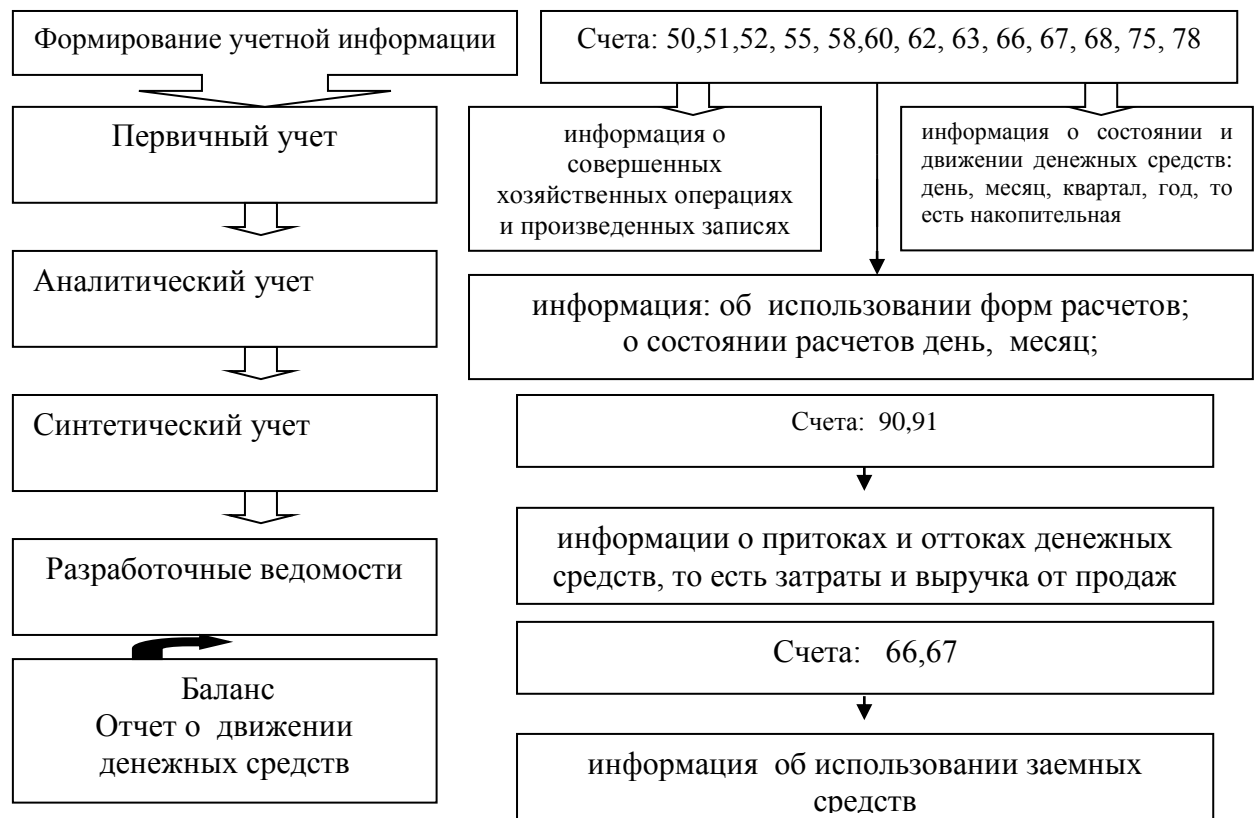 Формирование учетной информации
Первичный учет
Аналитический учет
Синтетический учет
Разработочные ведомости
Баланс
Отчет о движении
денежных средств
Счета: 50,51,52, 55, 58,60, 62, 63, 66, 67, 68, 75, 78
информация о
совершенных
хозяйственных операциях
и произведенных записях
информация о состоянии и
движении денежных средств:
день, месяц, квартал, год, то
есть накопительная
информация: об использовании форм расчетов;
о состоянии расчетов день, месяц;
Счета: 90,91
информации о притоках и оттоках денежных
средств, то есть затраты и выручка от продаж
Счета: 66,67
информация об использовании заемных
средств